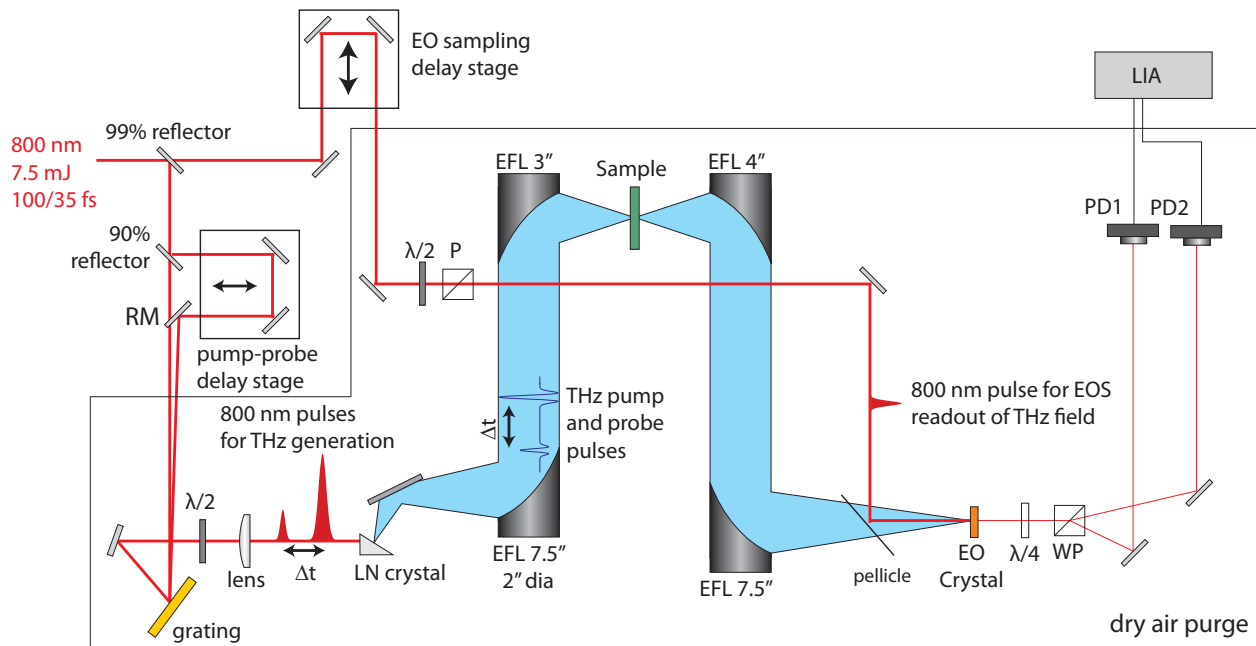 EO sampling
delay stage
LIA
99% reflector
800 nm
7.5 mJ
100/35 fs
EFL 3″
Sample
EFL 4″
PD1
PD2
90%
reflector
λ/2
P
RM
pump-probe
delay stage
800 nm pulses
for THz generation
Δt
THz pump
and probe
pulses
800 nm pulse for EOS
readout of THz field
λ/2
lens
Δt
LN crystal
EFL 7.5″
2″ dia
EFL 7.5″
pellicle
EO
Crystal
λ/4
WP
grating
dry air purge